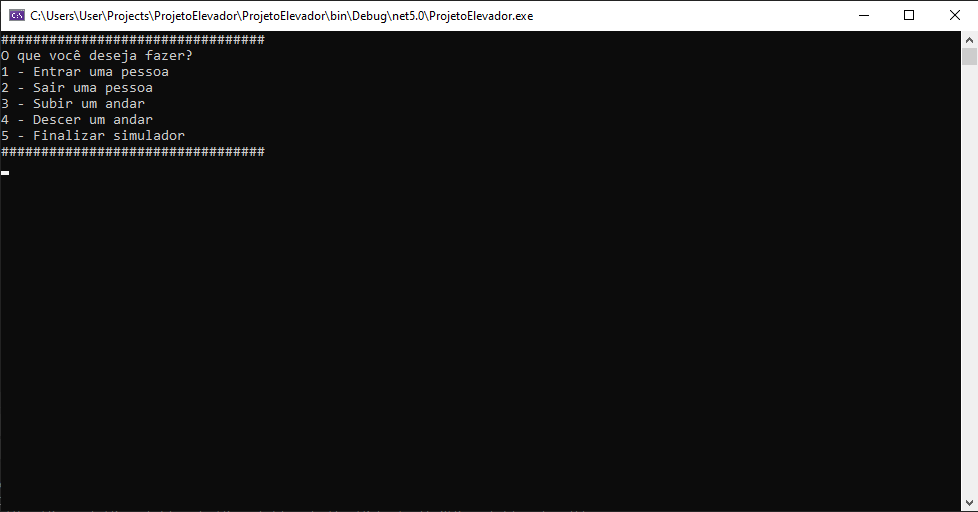 C:\Users\User\Projects\ProjetoElevador\ProjetoElevador\bin\Debug\net5.0\ProjetoElevador.exe
#################################
O que você deseja fazer?
1 - Entrar uma pessoa
2 - Sair uma pessoa
3 - Subir um andar
4 - Descer um andar
5 - Finalizar simulador
#################################